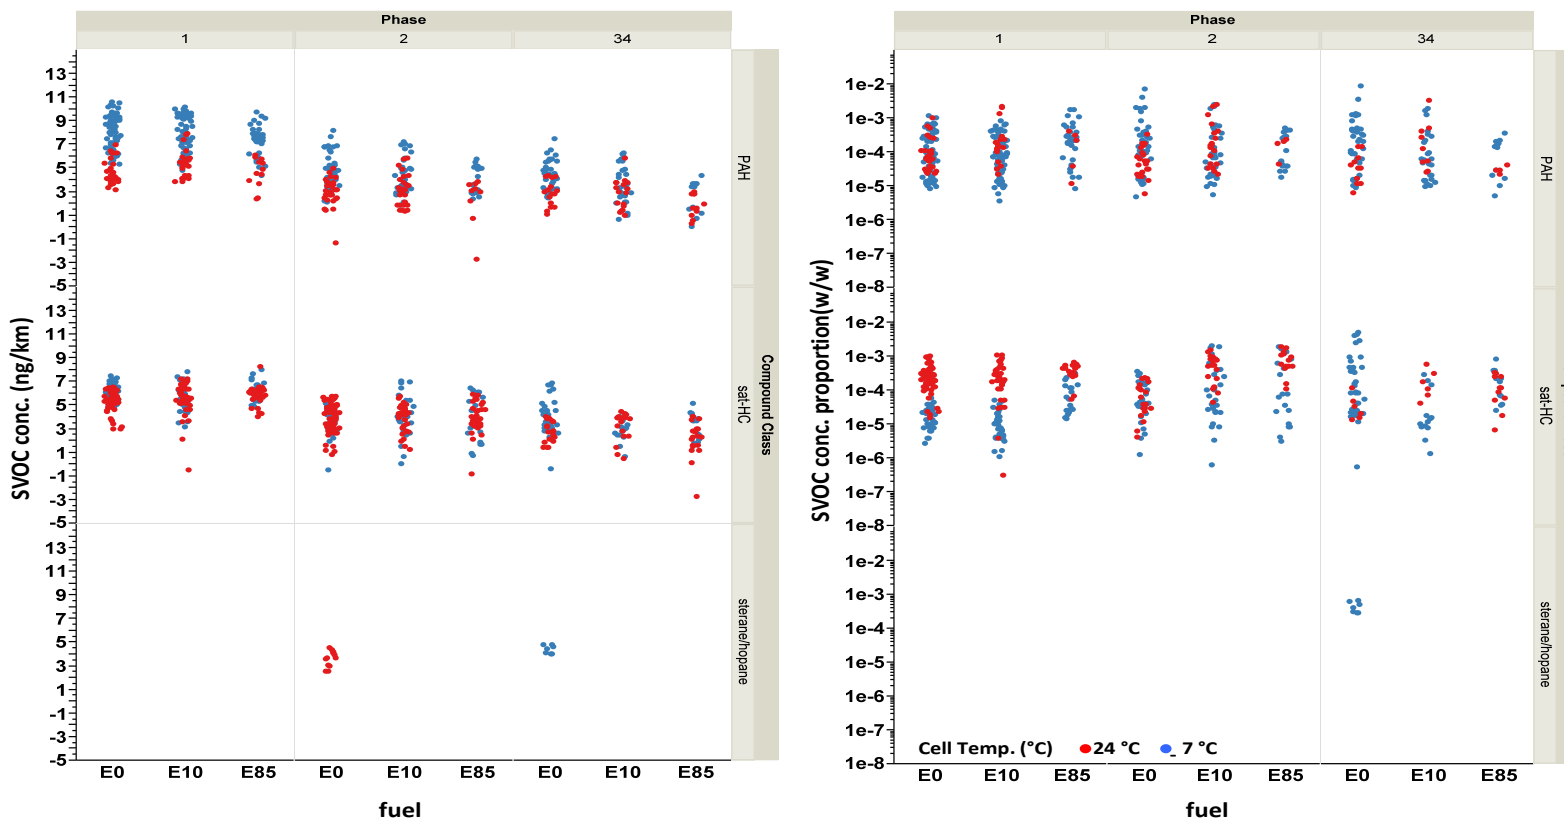 Phase
1 2 34
13
11
9
7
5
3
1
-1
-3
-5
13
11
9
7
5
3
1
-1
-3
-5
13
11
9
7
5
3
1
-1
-3
-5
SVOC conc. (ng/km)
PAH
sat-HC
sterane/hopane
Compound Class
E0 E10 E85 E0 E10 E85 E0 E10 E85
fuel
Phase
1 2 34
1e-2
1e-3
1e-4
1e-5
1e-6
1e-7
1e-8
1e-2
1e-3
1e-4
1e-5
1e-6
1e-7
1e-8
1e-2
1e-3
1e-4
1e-5
1e-6
1e-7
1e-8
SVOC conc. proportion(w/w)
PAH
sat-HC
sterane/hopane
Cell Temp. (°C) 24 °C _ 7 °C
E0 E10 E85 E0 E10 E85 E0 E10 E85
fuel